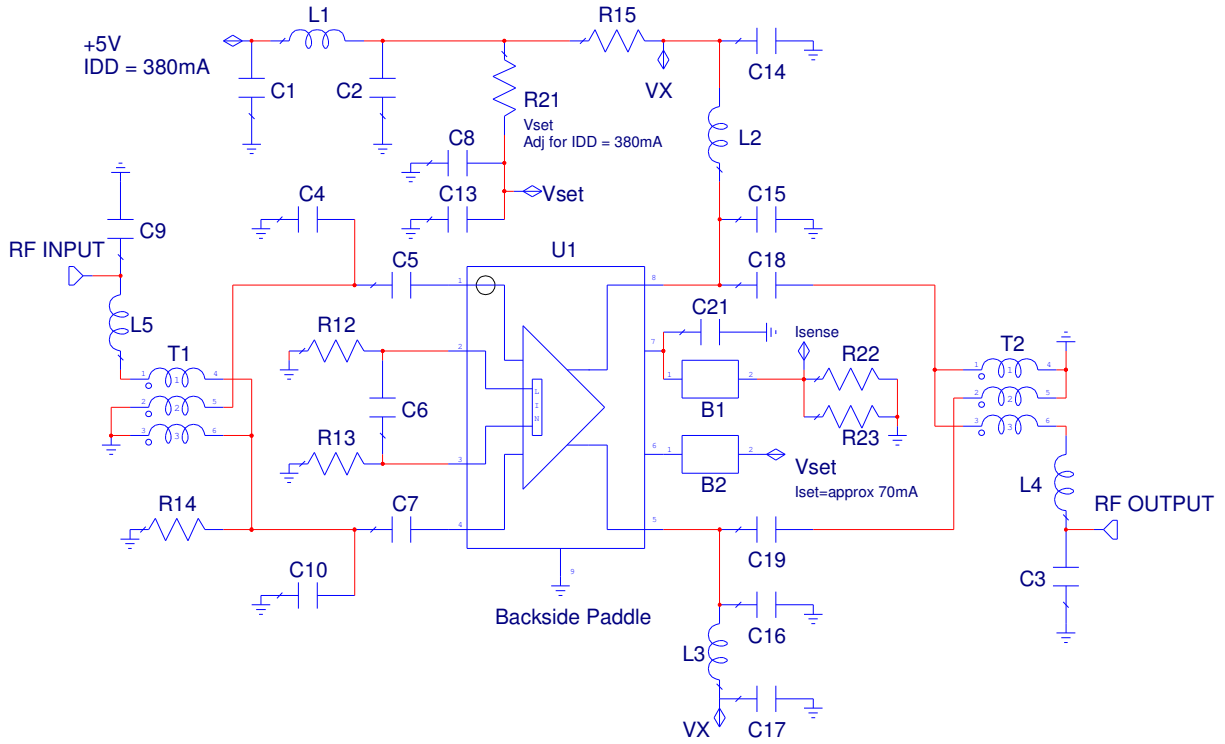 L1
R15
+5V
IDD = 380mA
C1
C2
R21
Vset
Adj for IDD = 380mA
VX
C14
L2
C8
C13
Vset
C4
C15
C9
RF INPUT
C5
U1
C18
1
8
L5
R12
2
7
C21
Isense
R22
T1
1
1
4
2
2
5
3
3
6
C6
L
I
N
1
2
B1
R23
T2
1
1
4
2
2
5
3
3
6
R13
3
6
1
2
B2
Vset
Iset=approx 70mA
L4
R14
C7
4
5
C19
RF OUTPUT
C10
9
C3
Backside Paddle
C16
L3
VX
C17